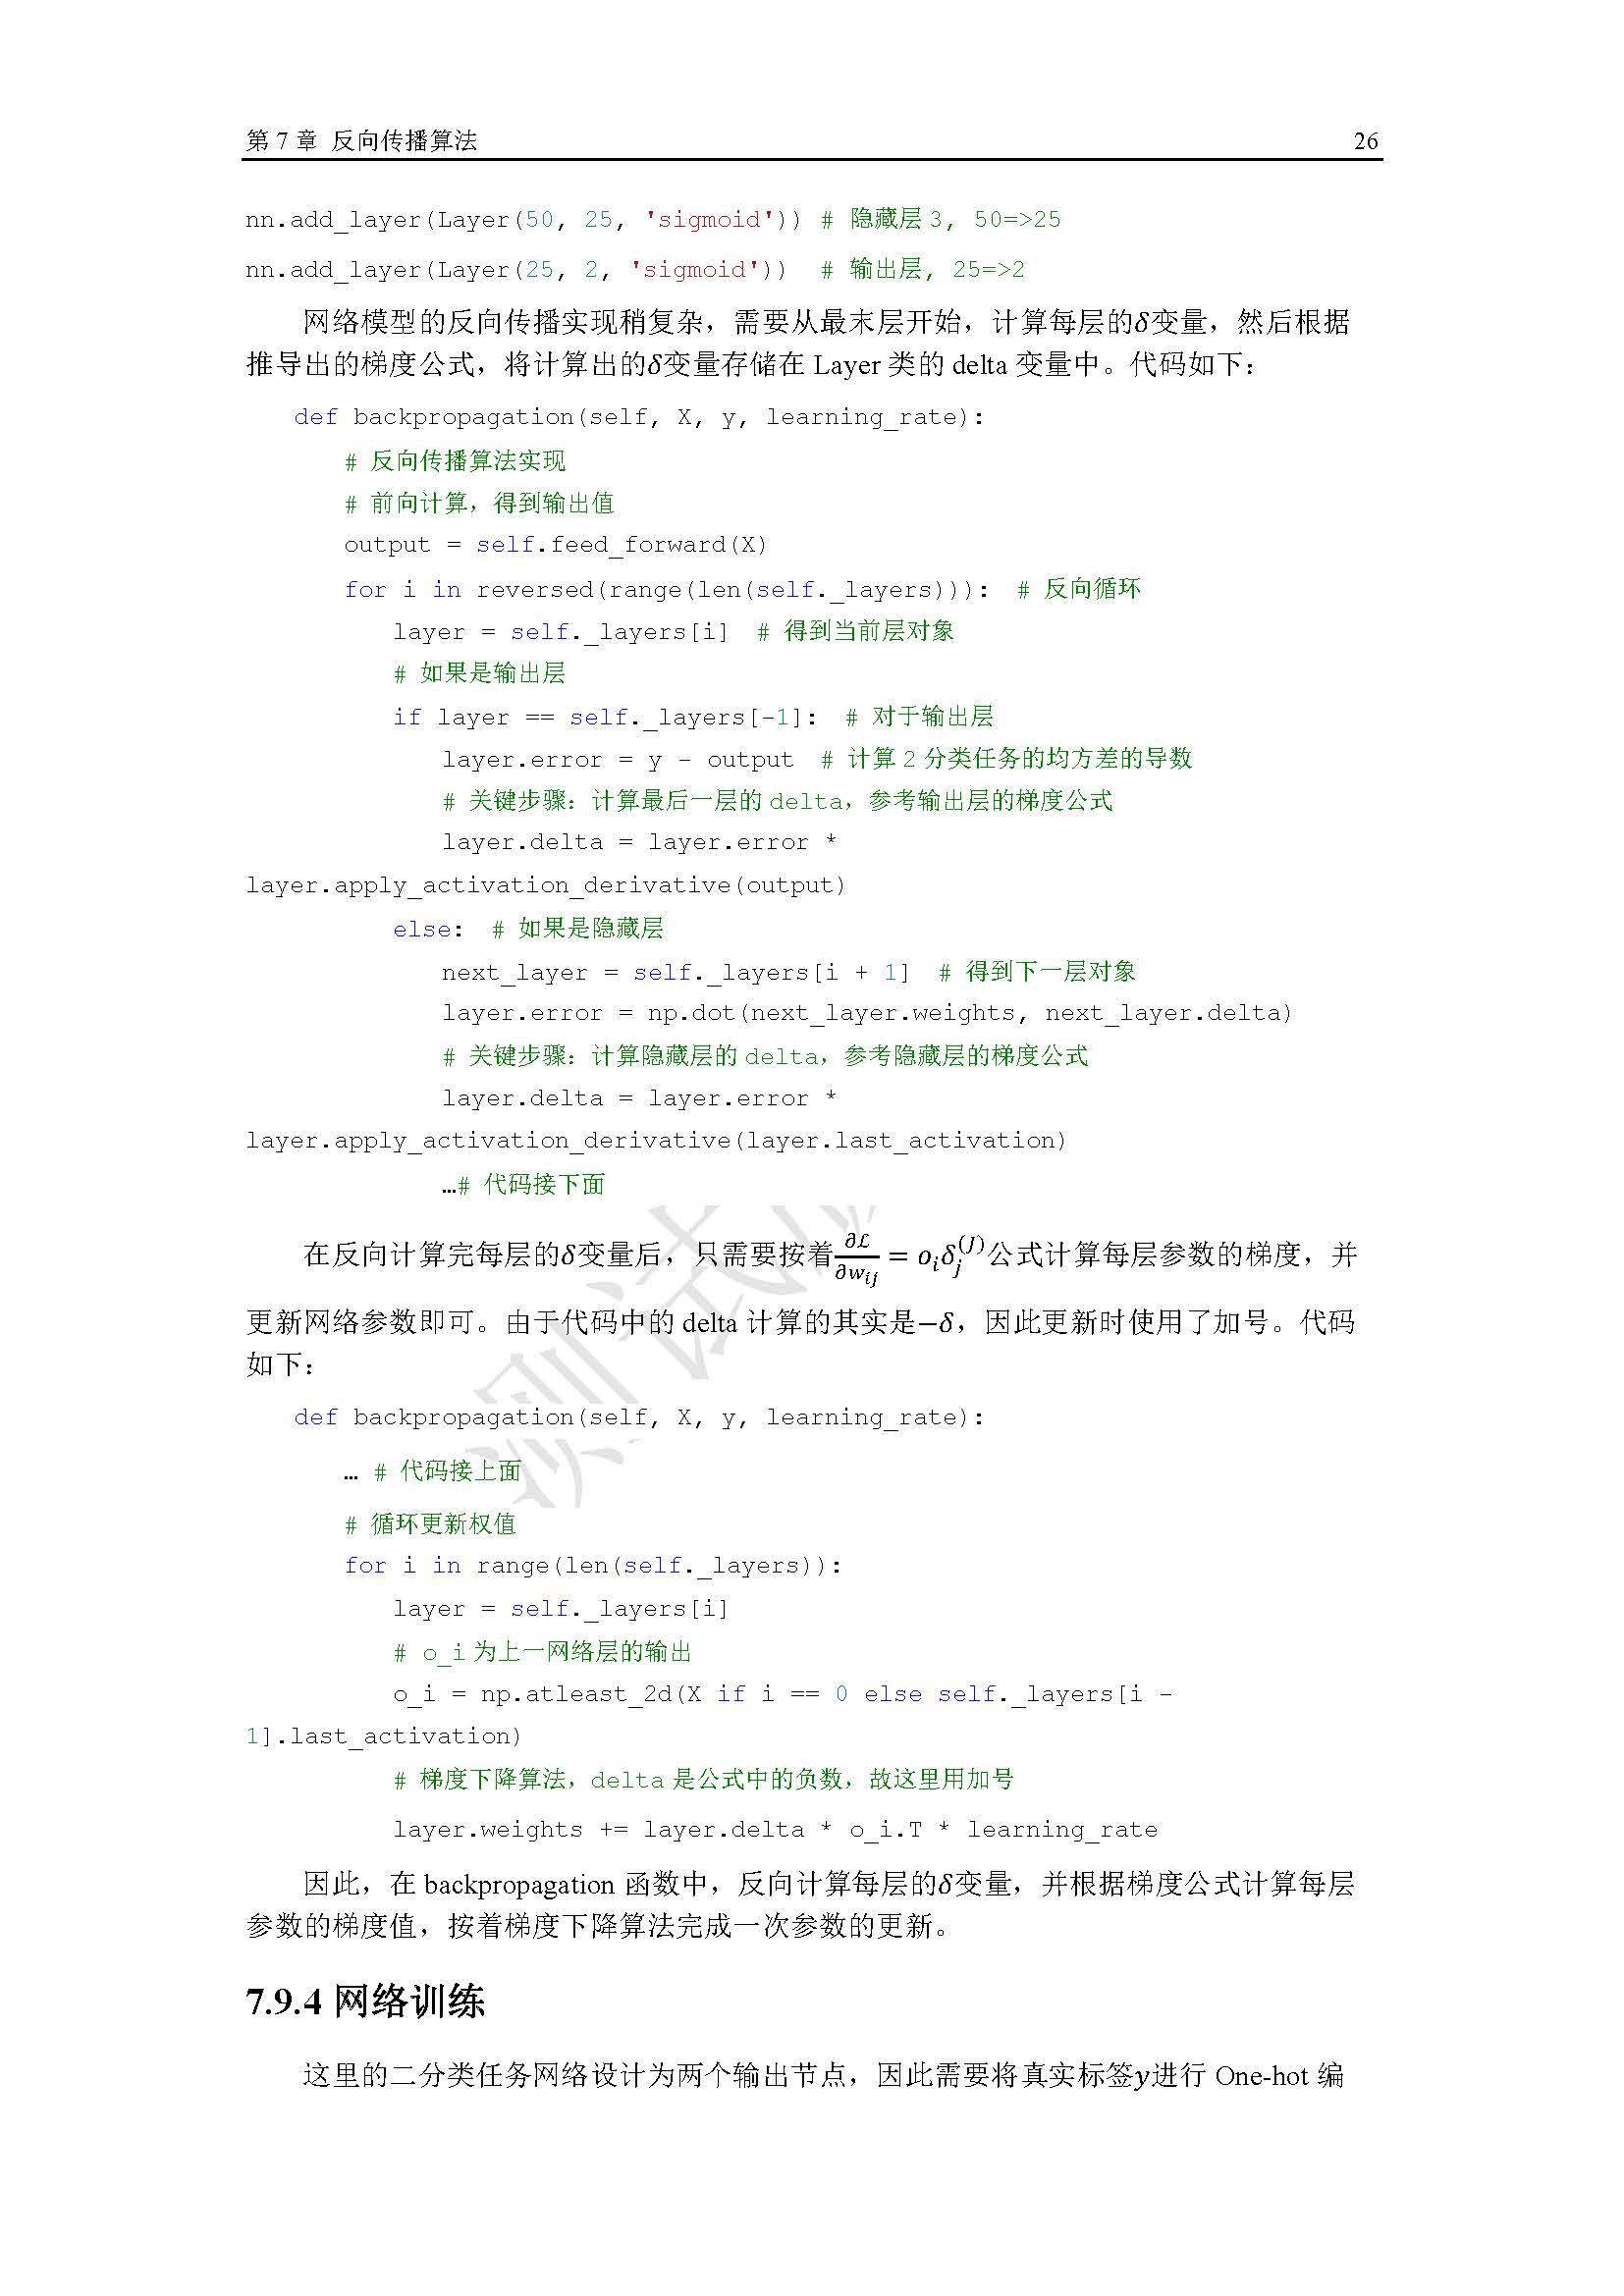 第 7 章 反向传播算法 26
nn.add_layer(Layer(50, 25, 'sigmoid')) # 隐藏层 3, 50=>25
nn.add_layer(Layer(25, 2, 'sigmoid')) # 输出层, 25=>2
网络模型的反向传播实现稍复杂，需要从最末层开始，计算每层的δ变量，然后根据
推导出的梯度公式，将计算出的δ变量存储在 Layer 类的 delta 变量中。代码如下：
def backpropagation(self, X, y, learning_rate):
# 反向传播算法实现
# 前向计算，得到输出值
output = self.feed_forward(X)
for i in reversed(range(len(self._layers))): # 反向循环
layer = self._layers[i] # 得到当前层对象
# 如果是输出层
if layer == self._layers[-1]: # 对于输出层
layer.error = y - output # 计算 2 分类任务的均方差的导数
# 关键步骤：计算最后一层的 delta，参考输出层的梯度公式
layer.delta = layer.error *
layer.apply_activation_derivative(output)
else: # 如果是隐藏层
next_layer = self._layers[i + 1] # 得到下一层对象
layer.error = np.dot(next_layer.weights, next_layer.delta)
# 关键步骤：计算隐藏层的 delta，参考隐藏层的梯度公式
layer.delta = layer.error *
layer.apply_activation_derivative(layer.last_activation)
…# 代码接下面
在反向计算完每层的δ变量后，只需要按着∂ℒ/∂w_{ij} = o_i δ_j^{(J)}公式计算每层参数的梯度，并
更新网络参数即可。由于代码中的 delta 计算的其实是−δ，因此更新时使用了加号。代码
如下：
def backpropagation(self, X, y, learning_rate):
… # 代码接上面
# 循环更新权值
for i in range(len(self._layers)):
layer = self._layers[i]
# o_i 为上一网络层的输出
o_i = np.atleast_2d(X if i == 0 else self._layers[i -
1].last_activation)
# 梯度下降算法，delta 是公式中的负数，故这里用加号
layer.weights += layer.delta * o_i.T * learning_rate
因此，在 backpropagation 函数中，反向计算每层的δ变量，并根据梯度公式计算每层
参数的梯度值，按着梯度下降算法完成一次参数的更新。
7.9.4 网络训练
这里的二分类任务网络设计为两个输出节点，因此需要将真实标签y进行 One-hot 编